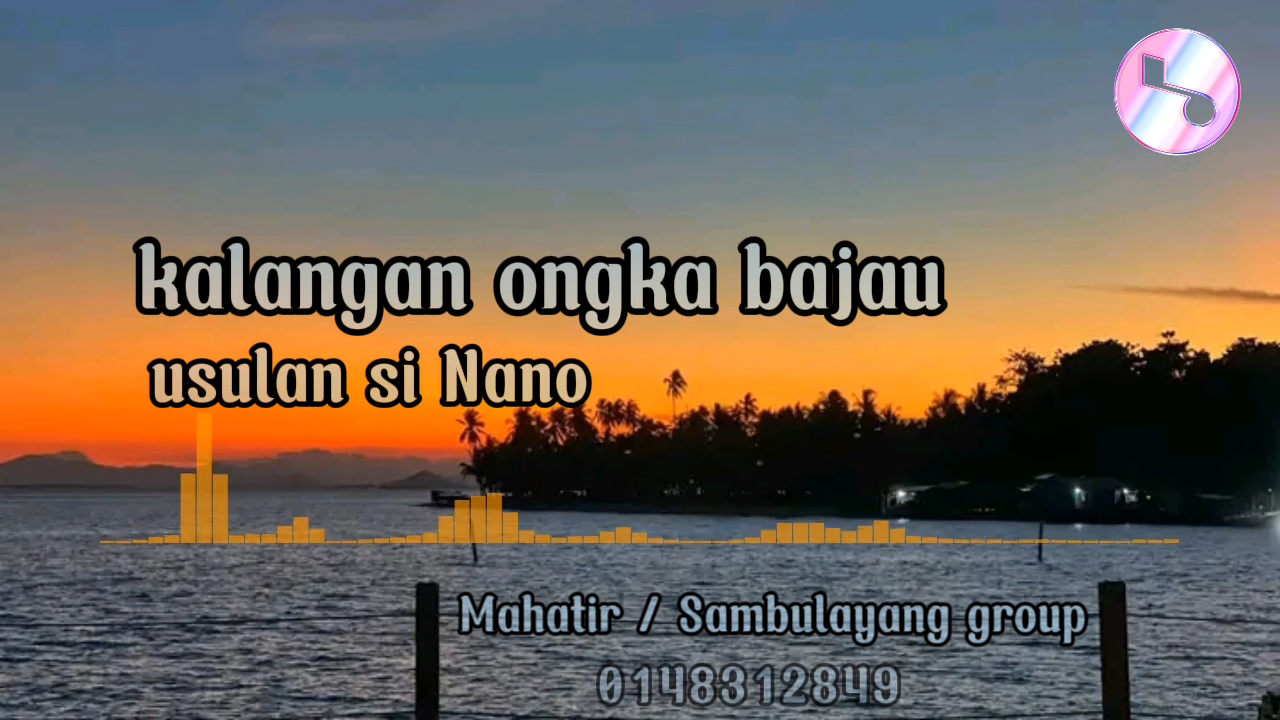 kalangan ongka bajau
usulan si Nano
Mahatir / Sambulayang group
0148312849